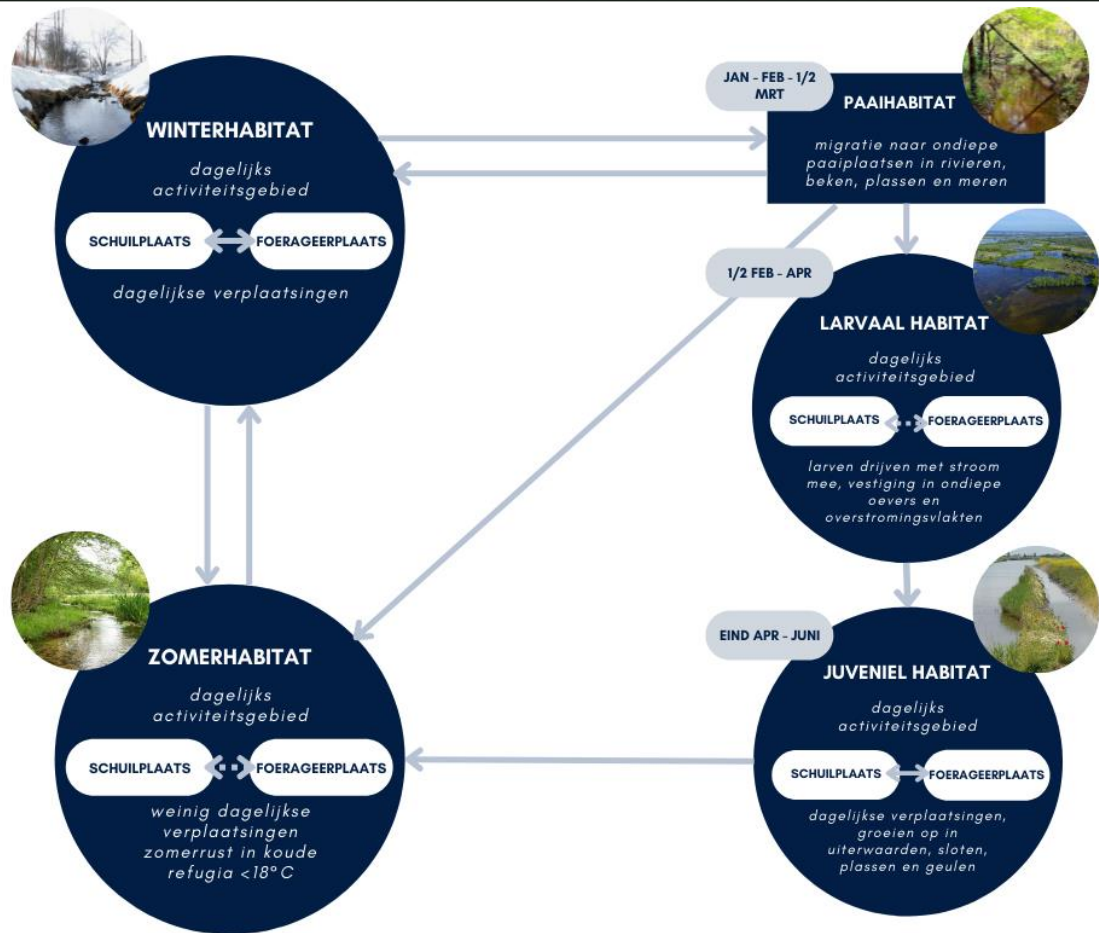 WINTERHABITAT
dagelijks
activiteitsgebied
SCHUILPLAATS
FOERAGEERPLAATS
dagelijkse verplaatsingen
JAN - FEB - 1/2
MRT
PAAIHABITAT
migratie naar ondiepe
paaiplaatsen in rivieren,
beken, plassen en meren
1/2 FEB - APR
LARVAAL HABITAT
dagelijks
activiteitsgebied
SCHUILPLAATS
FOERAGEERPLAATS
larven drijven met stroom
mee, vestiging in ondiepe
oevers en
overstromingsvlakten
ZOMERHABITAT
dagelijks
activiteitsgebied
SCHUILPLAATS
FOERAGEERPLAATS
weinig dagelijkse
verplaatsingen
zomerrust in koude
refugia <18°C
EIND APR - JUNI
JUVENIEL HABITAT
dagelijks
activiteitsgebied
SCHUILPLAATS
FOERAGEERPLAATS
dagelijkse verplaatsingen,
groeien op in
uiterwaarden, sloten,
plassen en geulen